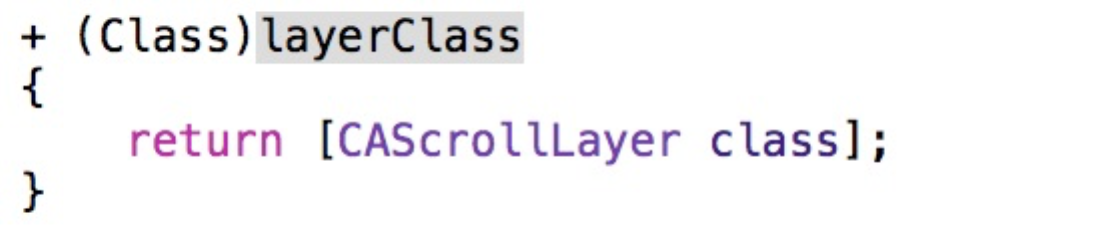 + (Class)layerClass
{
    return [CAScrollLayer class];
}